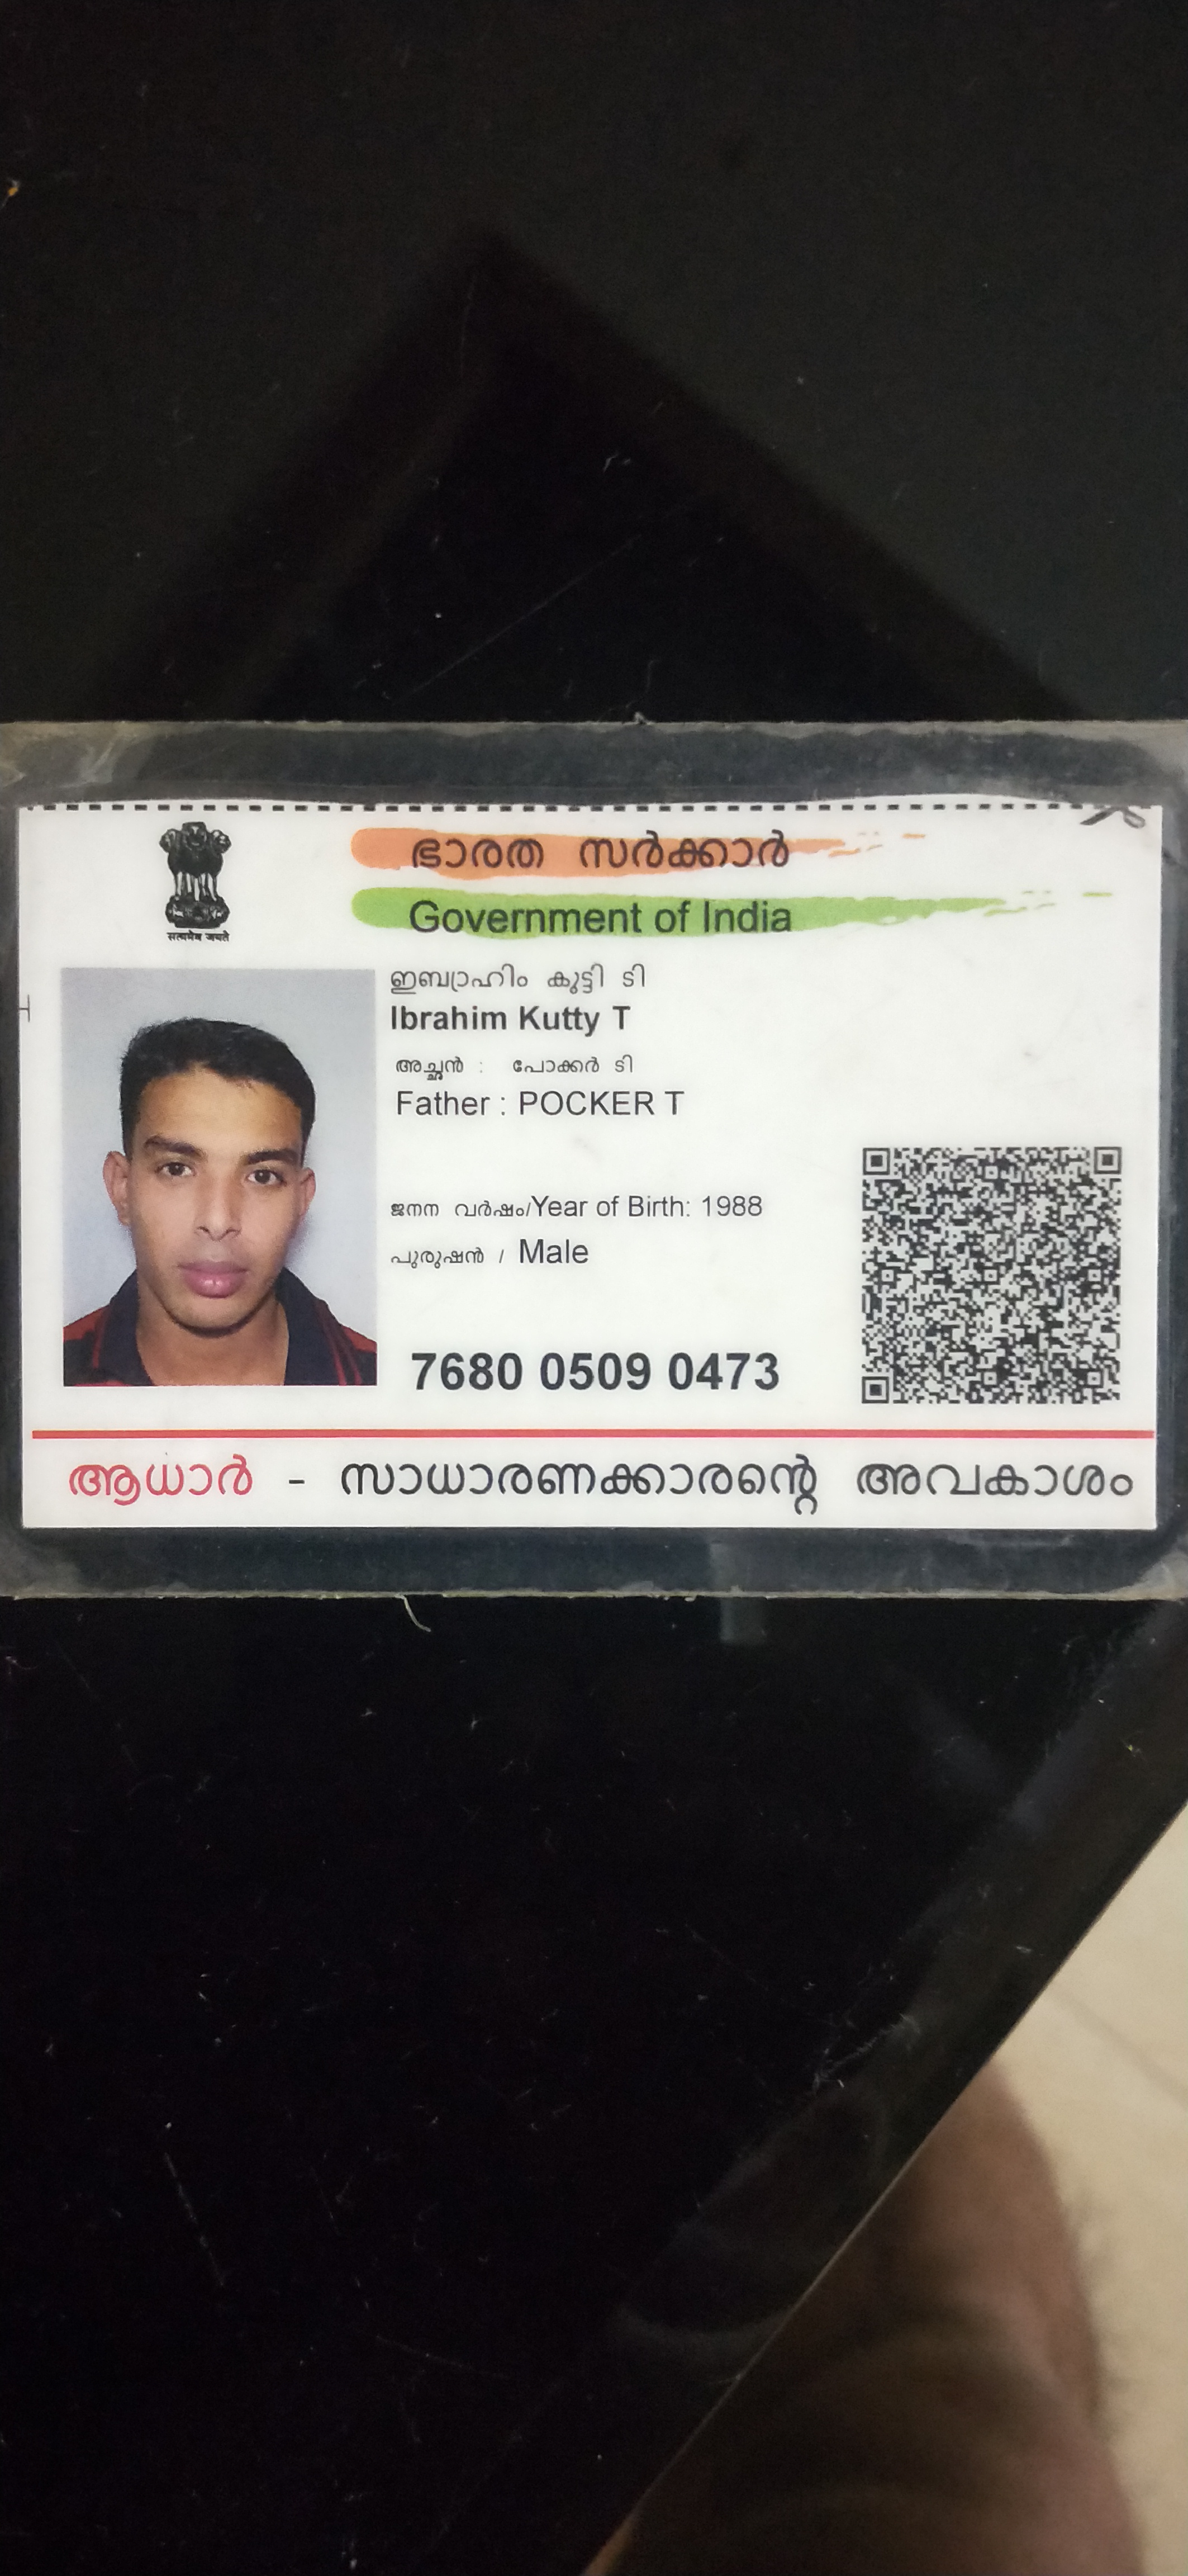 सत्यमेव जयते
ഭാരത സർക്കാർ
Government of India
ഇബ്രാഹിം കുട്ടി ടി
Ibrahim Kutty T
അച്ഛൻ : പോക്കർ ടി
Father : POCKER T
ജനന വർഷം/Year of Birth: 1988
പുരുഷൻ / Male
7680 0509 0473
ആധാർ - സാധാരണക്കാരന്റെ അവകാശം